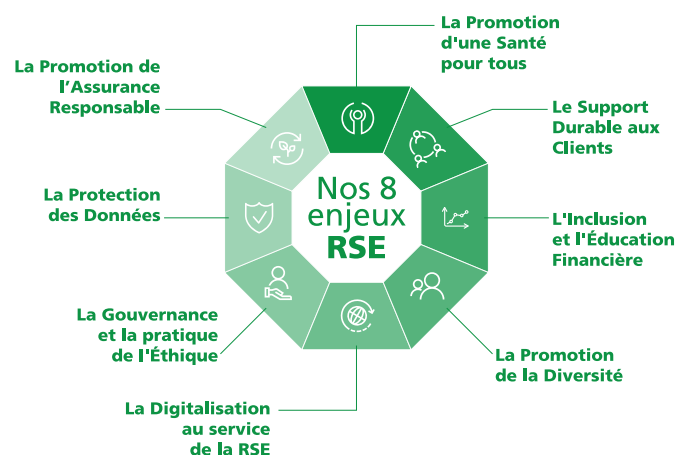 La Promotion
d'une Santé
pour tous
Le Support
Durable aux
Clients
L'Inclusion
et l'Éducation
Financière
La Promotion
de la Diversité
La Digitalisation
au service
de la RSE
La Gouvernance
et la pratique
de l'Éthique
La Protection
des Données
La Promotion de
l’Assurance
Responsable
Nos 8
enjeux
RSE